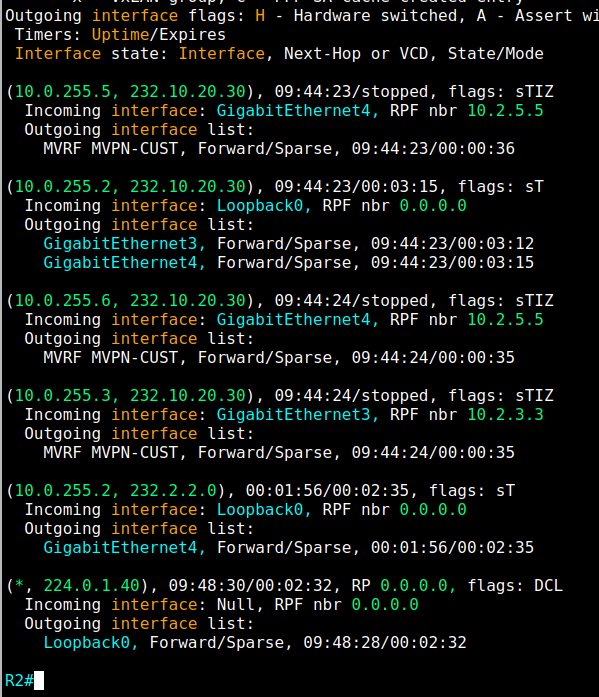 Outgoing interface flags: H - Hardware switched, A - Assert wi
Timers: Uptime/Expires
Interface state: Interface, Next-Hop or VCD, State/Mode
(10.0.255.5, 232.10.20.30), 09:44:23/stopped, flags: sTIZ
Incoming interface: GigabitEthernet4, RPF nbr 10.2.5.5
Outgoing interface list:
MVRF MVPN-CUST, Forward/Sparse, 09:44:23/00:00:36
(10.0.255.2, 232.10.20.30), 09:44:23/00:03:15, flags: sT
Incoming interface: Loopback0, RPF nbr 0.0.0.0
Outgoing interface list:
GigabitEthernet3, Forward/Sparse, 09:44:23/00:03:12
GigabitEthernet4, Forward/Sparse, 09:44:23/00:03:15
(10.0.255.6, 232.10.20.30), 09:44:24/stopped, flags: sTIZ
Incoming interface: GigabitEthernet4, RPF nbr 10.2.5.5
Outgoing interface list:
MVRF MVPN-CUST, Forward/Sparse, 09:44:24/00:00:35
(10.0.255.3, 232.10.20.30), 09:44:24/stopped, flags: sTIZ
Incoming interface: GigabitEthernet3, RPF nbr 10.2.3.3
Outgoing interface list:
MVRF MVPN-CUST, Forward/Sparse, 09:44:24/00:00:35
(10.0.255.2, 232.2.2.0), 00:01:56/00:02:35, flags: sT
Incoming interface: Loopback0, RPF nbr 0.0.0.0
Outgoing interface list:
GigabitEthernet4, Forward/Sparse, 00:01:56/00:02:35
(*, 224.0.1.40), 09:48:30/00:02:32, RP 0.0.0.0, flags: DCL
Incoming interface: Null, RPF nbr 0.0.0.0
Outgoing interface list:
Loopback0, Forward/Sparse, 09:48:28/00:02:32
R2#